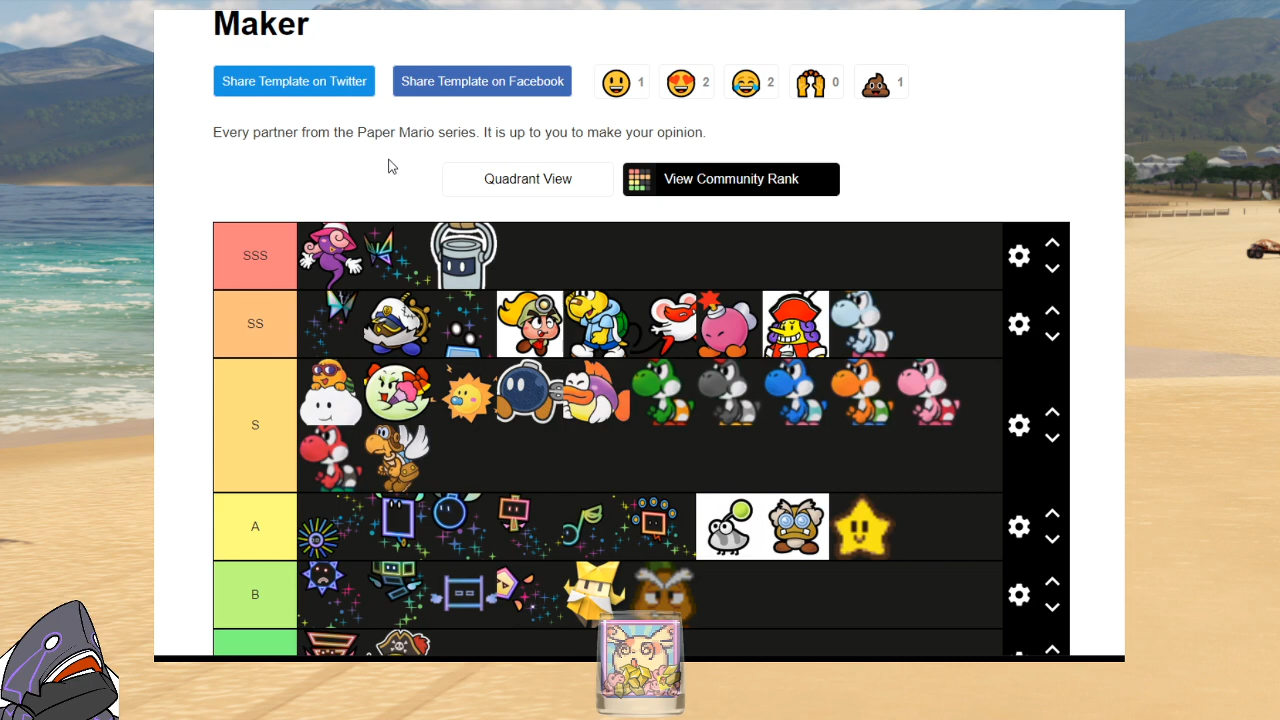 Maker
Share Template on Twitter
Share Template on Facebook
1
2
2
0
1
Every partner from the Paper Mario series. It is up to you to make your opinion.
Quadrant View
View Community Rank
SSS
SS
S
A
B